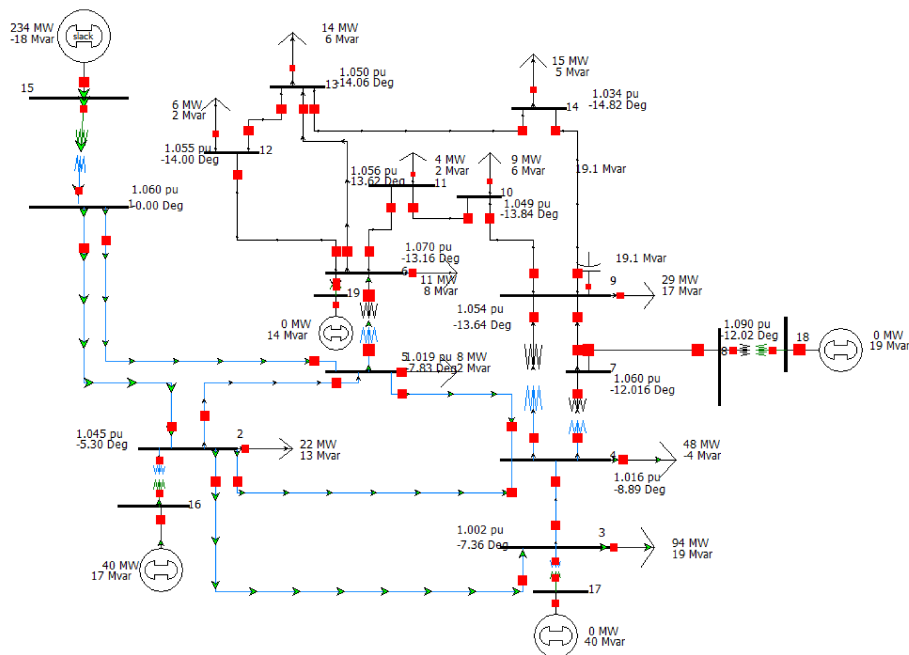 234 MW
-18 Mvar
slack
15
14 MW
6 Mvar
1.050 pu
13
-14.06 Deg
15 MW
5 Mvar
1.034 pu
14
-14.82 Deg
6 MW
2 Mvar
1.055 pu
-14.00 Deg
12
4 MW
2 Mvar
1.056 pu
-13.62 Deg
11
9 MW
6 Mvar
10
1.049 pu
-13.84 Deg
19.1 Mvar
1.060 pu
1
-0.00 Deg
1.070 pu
-13.16 Deg
6
11 MW
8 Mvar
19
0 MW
14 Mvar
19.1 Mvar
9
29 MW
17 Mvar
1.054 pu
-13.64 Deg
1.090 pu
-12.02 Deg
8
18
0 MW
19 Mvar
5
1.019 pu
-7.83 Deg
8 MW
2 Mvar
7
1.060 pu
-12.016 Deg
1.045 pu
-5.30 Deg
2
22 MW
13 Mvar
4
48 MW
-4 Mvar
1.016 pu
-8.89 Deg
16
40 MW
17 Mvar
1.002 pu
-7.36 Deg
3
94 MW
19 Mvar
17
0 MW
40 Mvar